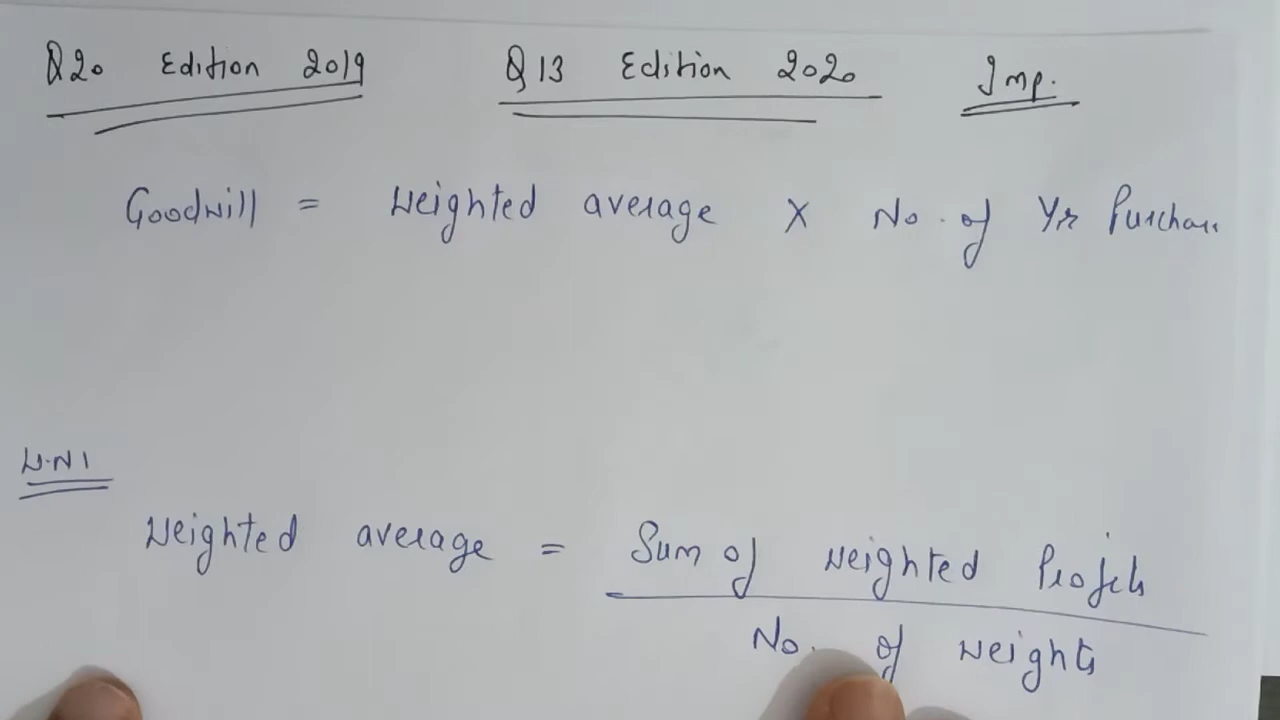 Q20 Edition 2019 Q13 Edition 2020 Imp.
Goodwill = Weighted average X No. of Yr Purchase
W.N1
Weighted average = Sum of Weighted Profits
No. of Weights